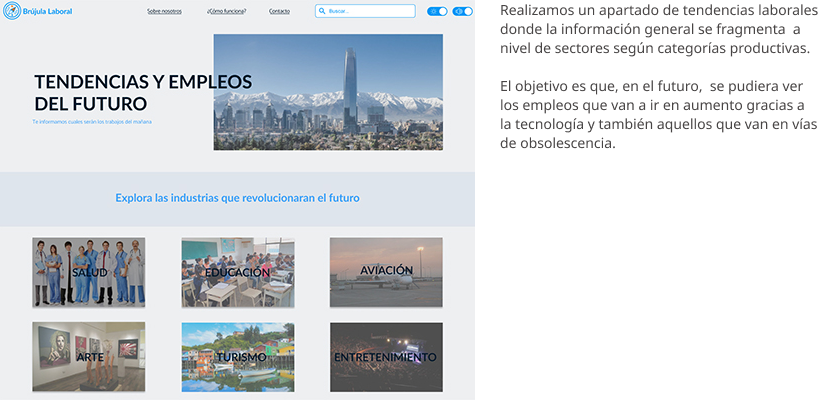 Brújula Laboral
Sobre nosotros
¿Cómo funciona?
Contacto
Buscar...
TENDENCIAS Y EMPLEOS
DEL FUTURO
Te informamos cuales serán los trabajos del mañana
Explora las industrias que revolucionaran el futuro
SALUD
EDUCACIÓN
AVIACIÓN
ARTE
TURISMO
ENTRETENIMIENTO
Realizamos un apartado de tendencias laborales
donde la información general se fragmenta a
nivel de sectores según categorías productivas.
El objetivo es que, en el futuro, se pudiera ver
los empleos que van a ir en aumento gracias a
la tecnología y también aquellos que van en vías
de obsolescencia.